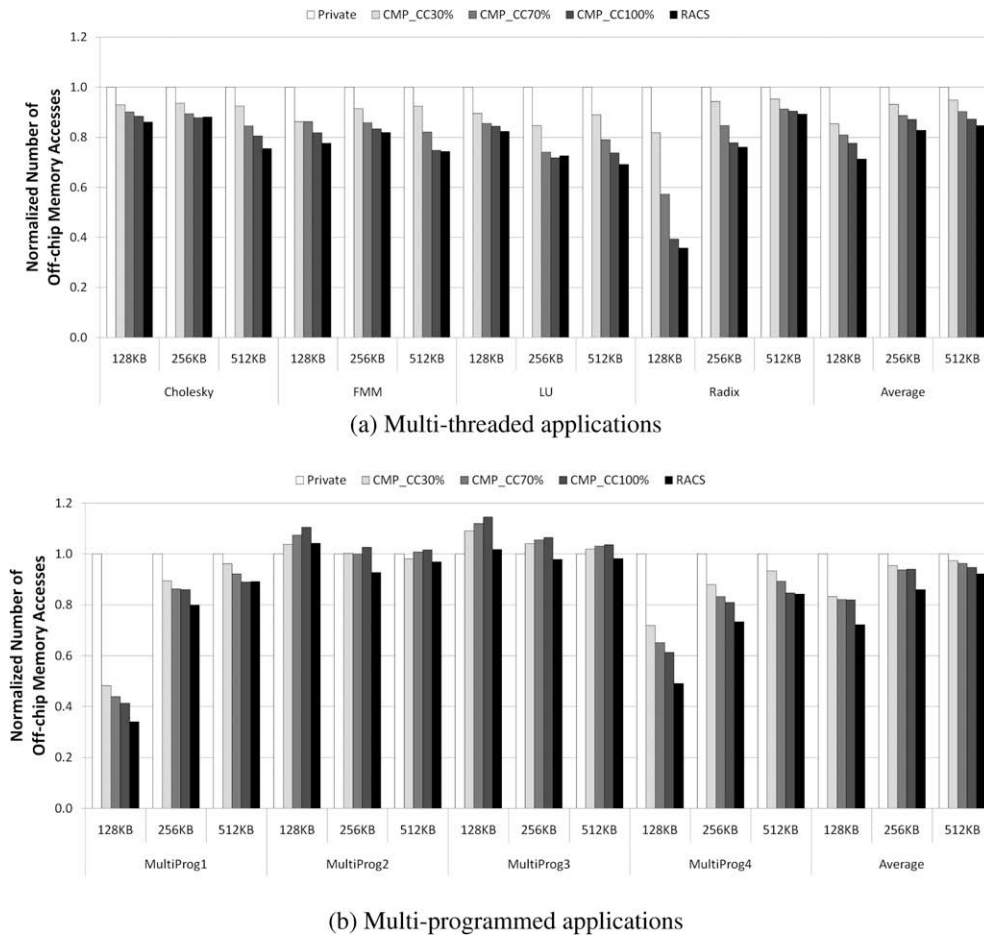 Private CMP_CC30% CMP_CC70% CMP_CC100% RACS
Normalized Number of
Off-chip Memory Accesses
1.2
1.0
0.8
0.6
0.4
0.2
0.0
128KB 256KB 512KB 128KB 256KB 512KB 128KB 256KB 512KB 128KB 256KB 512KB 128KB 256KB 512KB
Cholesky FMM LU Radix Average
(a) Multi-threaded applications
Private CMP_CC30% CMP_CC70% CMP_CC100% RACS
Normalized Number of
Off-chip Memory Accesses
1.2
1.0
0.8
0.6
0.4
0.2
0.0
128KB 256KB 512KB 128KB 256KB 512KB 128KB 256KB 512KB 128KB 256KB 512KB 128KB 256KB 512KB
MultiProg1 MultiProg2 MultiProg3 MultiProg4 Average
(b) Multi-programmed applications